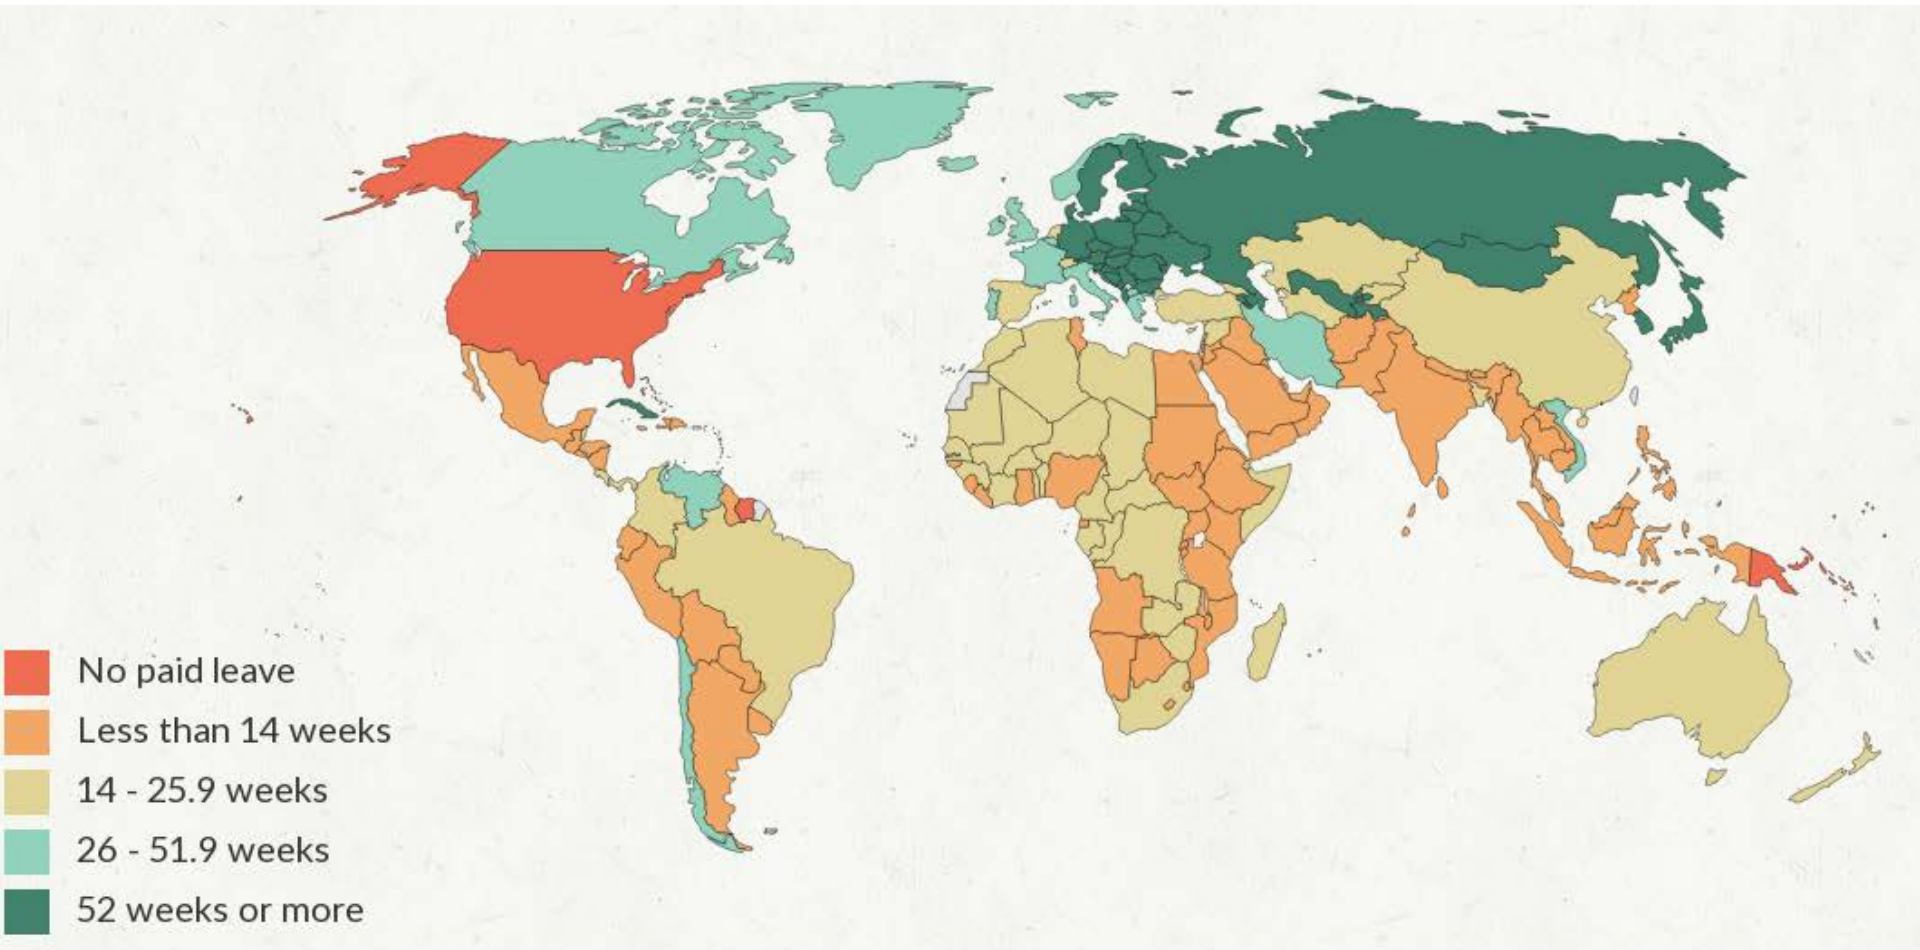 No paid leave
Less than 14 weeks
14 - 25.9 weeks
26 - 51.9 weeks
52 weeks or more